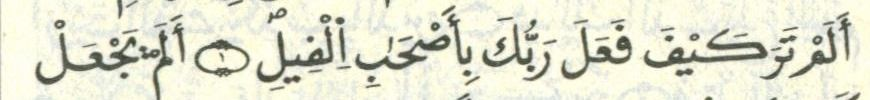 أَلَمْ تَرَ كَيْفَ فَعَلَ رَبُّكَ بِأَصْحَٰبِ ٱلْفِيلِؕ ۝١ أَلَمْ يَجْعَلْ